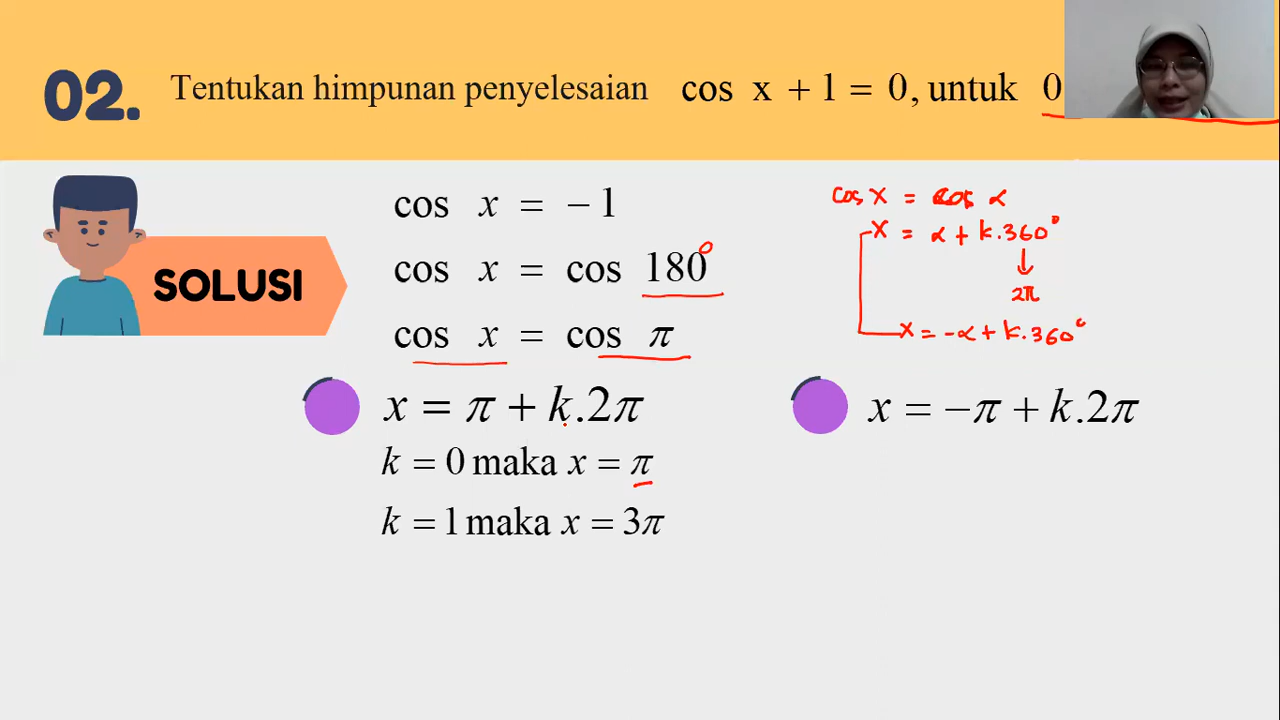 02. Tentukan himpunan penyelesaian cos x + 1 = 0, untuk 0
SOLUSI
cos x = − 1
cos x = cos 180°
cos x = cos π
cos x = cos α
x = α + k.360°
2π
x = -α + k.360°
x = π + k.2π
k = 0 maka x = π
k = 1 maka x = 3π
x = −π + k.2π